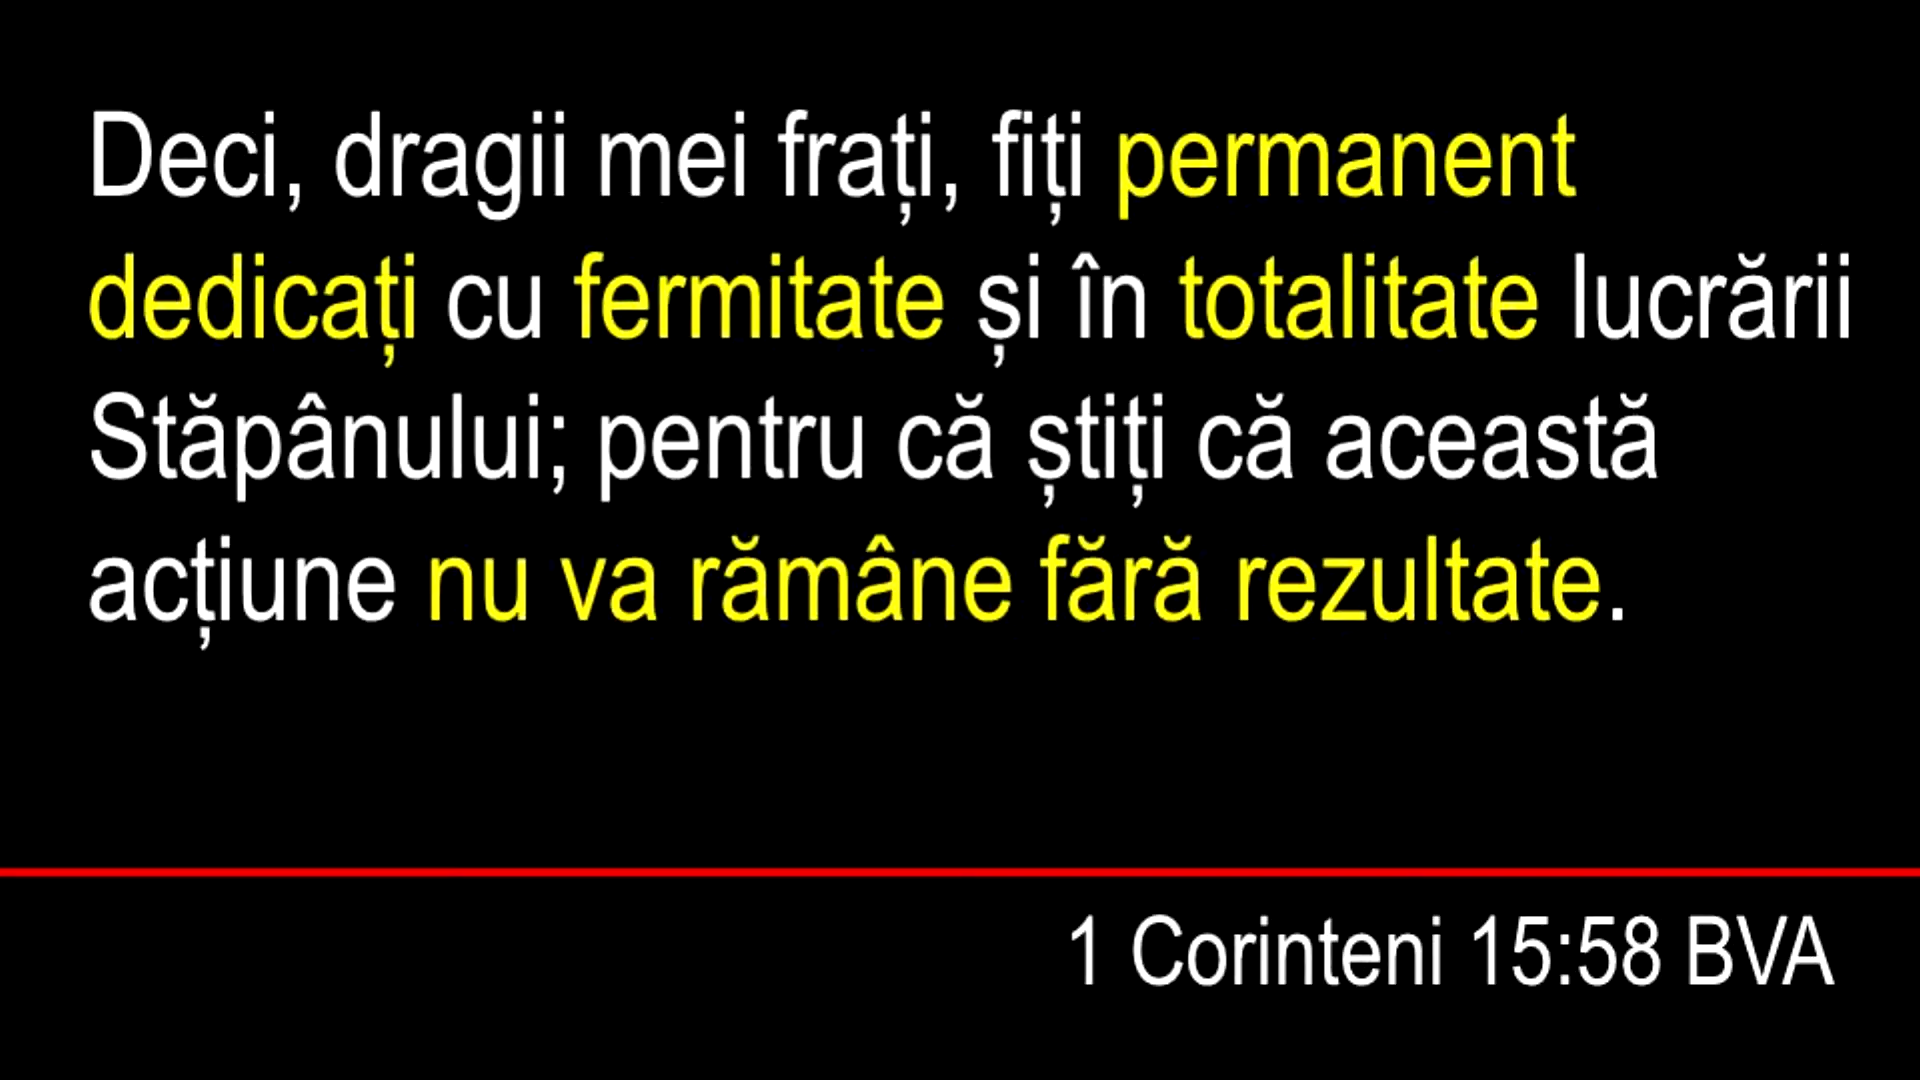 Deci, dragii mei frați, fiți permanent
dedicați cu fermitate și în totalitate lucrării
Stăpânului; pentru că știți că această
acțiune nu va rămâne fără rezultate.
1 Corinteni 15:58 BVA